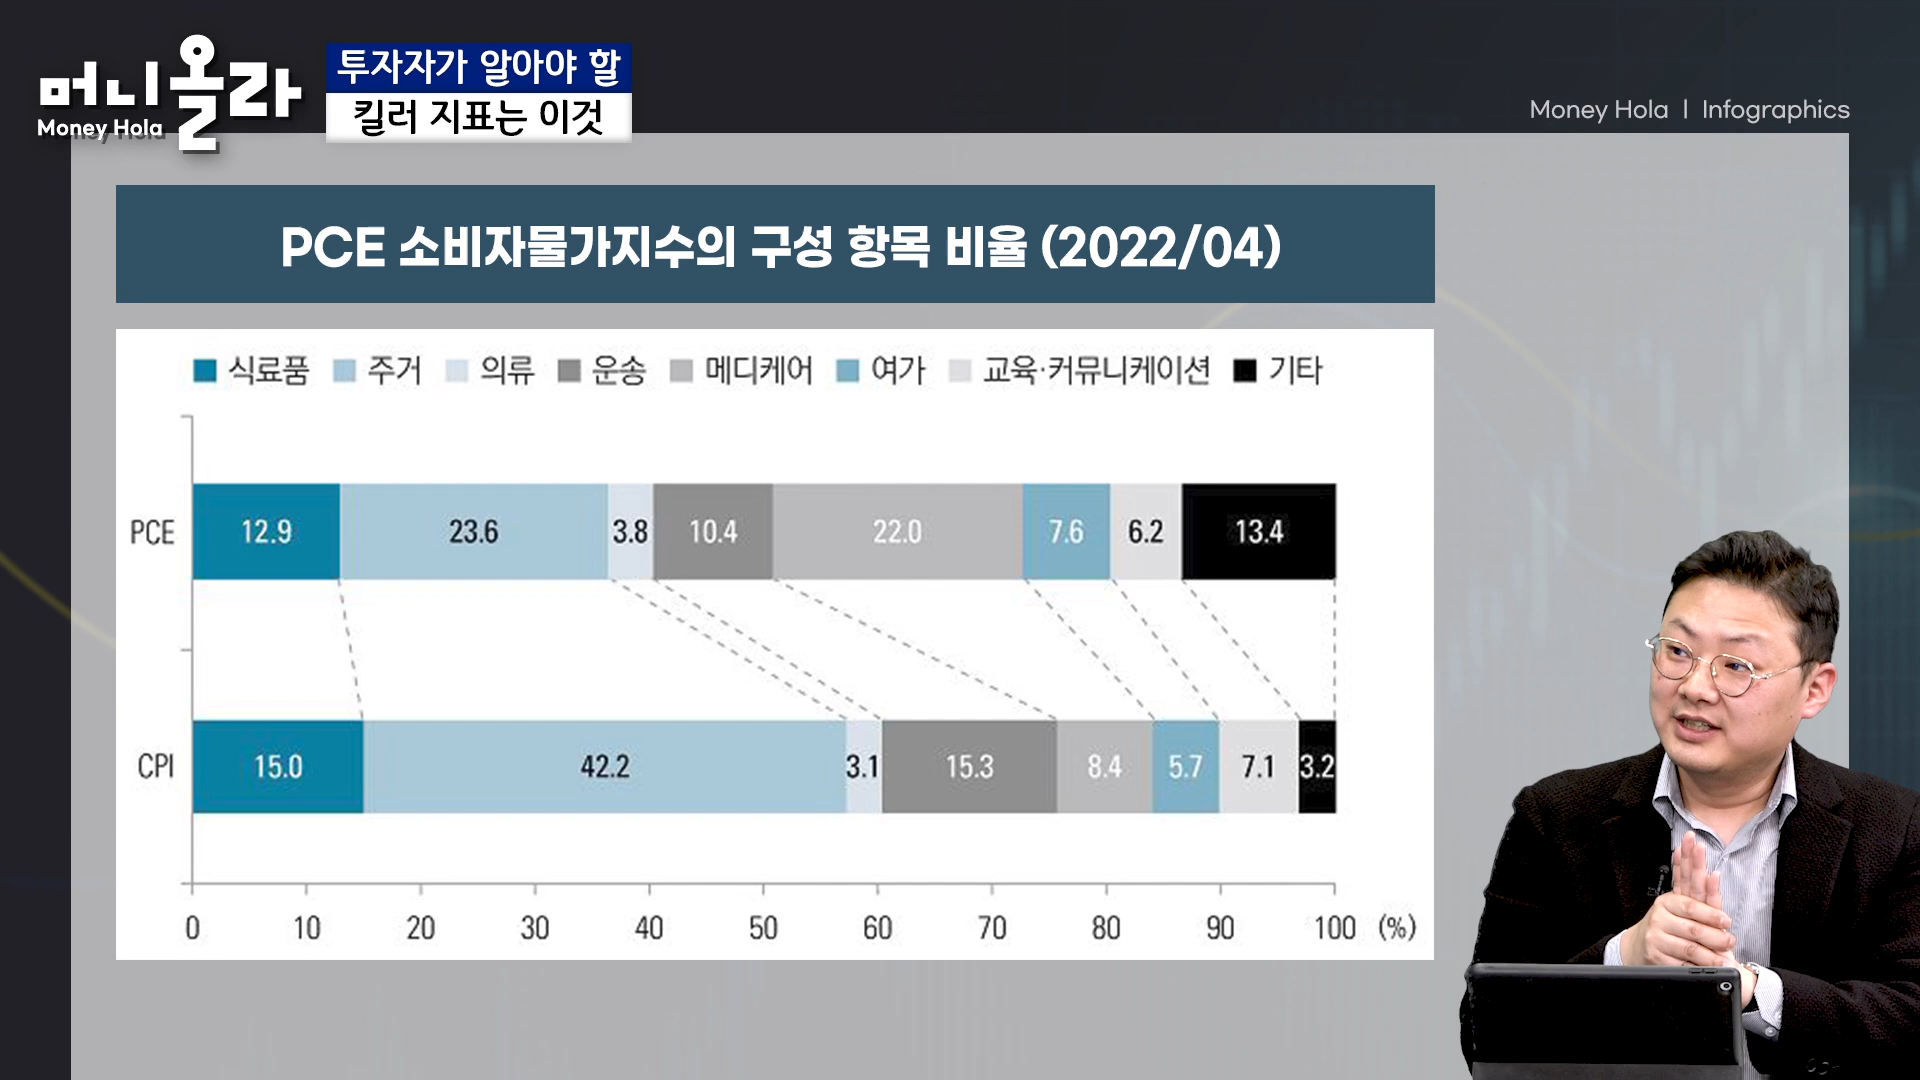 머니올라
Money Hola
투자자가 알아야 할
킬러 지표는 이것
Money Hola | Infographics
PCE 소비자물가지수의 구성 항목 비율 (2022/04)
식료품 주거 의류 운송 메디케어 여가 교육·커뮤니케이션 기타
PCE 12.9 23.6 3.8 10.4 22.0 7.6 6.2 13.4
CPI 15.0 42.2 3.1 15.3 8.4 5.7 7.1 3.2
0 10 20 30 40 50 60 70 80 90 100 (%)